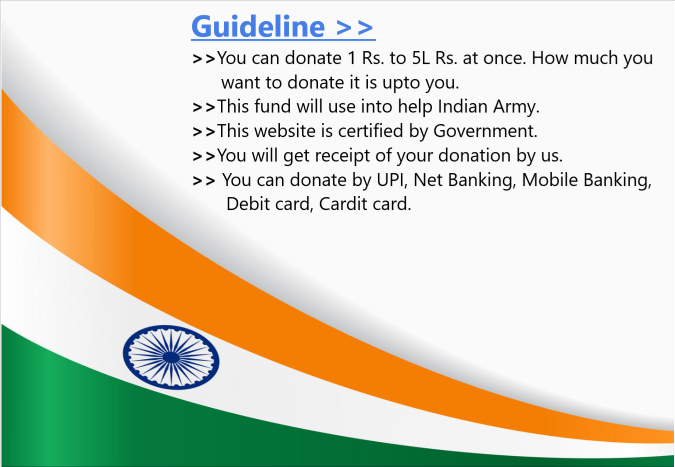 Guideline >>
>>You can donate 1 Rs. to 5L Rs. at once. How much you
want to donate it is upto you.
>>This fund will use into help Indian Army.
>>This website is certified by Government.
>>You will get receipt of your donation by us.
>> You can donate by UPI, Net Banking, Mobile Banking,
Debit card, Cardit card.